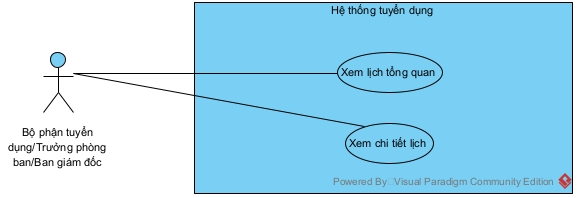 Hệ thống tuyển dụng
Xem lịch tổng quan
Xem chi tiết lịch
Bộ phận tuyển
dụng/Trưởng phòng
ban/Ban giám đốc
Powered By Visual Paradigm Community Edition